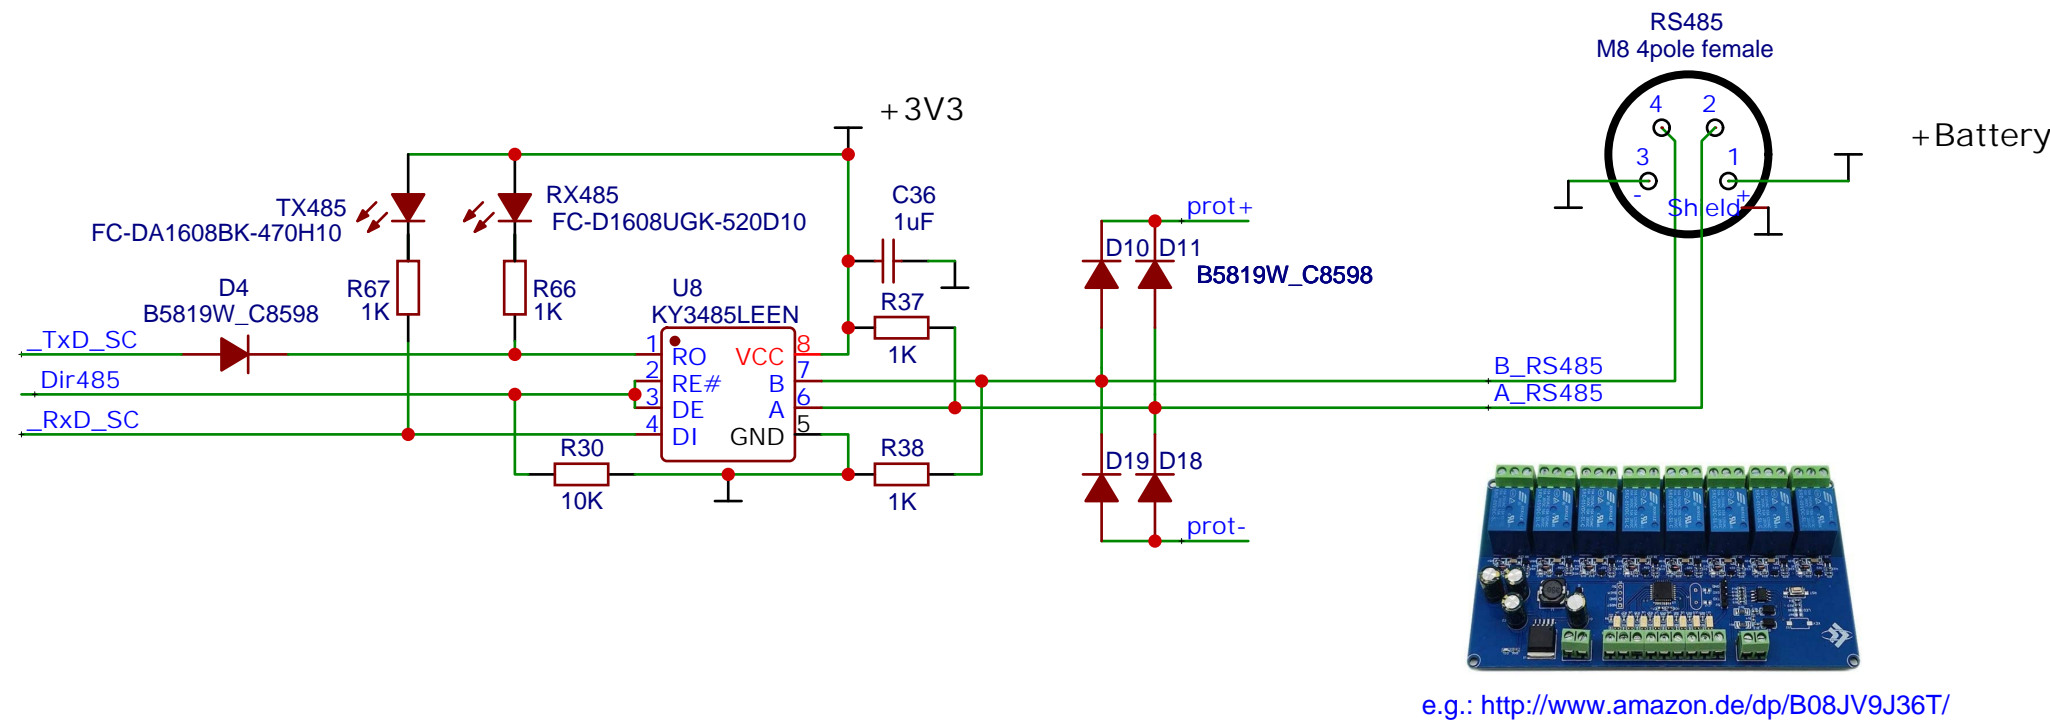 RS485
M8 4pole female
4
2
3
1
-
+
Shield
+Battery
+3V3
TX485
FC-DA1608BK-470H10
RX485
FC-D1608UGK-520D10
C36
1uF
prot+
D10
D11
B5819W_C8598
D4
B5819W_C8598
R67
1K
R66
1K
U8
KY3485LEEN
R37
1K
_TxD_SC
Dir485
_RxD_SC
1
RO
VCC
8
2
RE#
B
7
3
DE
A
6
4
DI
GND
5
B_RS485
A_RS485
R30
10K
R38
1K
D19
D18
prot-
e.g.: http://www.amazon.de/dp/B08JV9J36T/